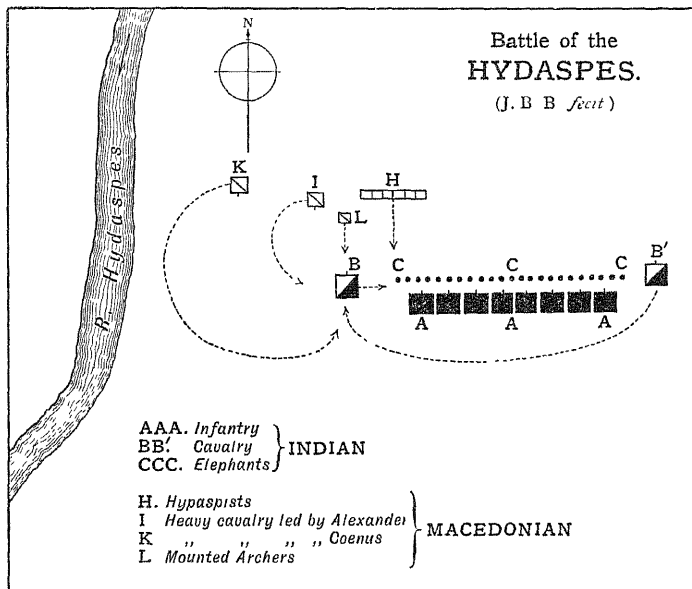 Battle of the
HYDASPES.
(J. B B fecit)
N
R. Hydaspes
K
I
H
L
B
C
C
C
B'
A
A
A
AAA. Infantry
BB'. Cavalry
CCC. Elephants
INDIAN
H. Hypaspists
I Heavy cavalry led by Alexander
K ,, ,, ,, ,, Coenus
L Mounted Archers
MACEDONIAN